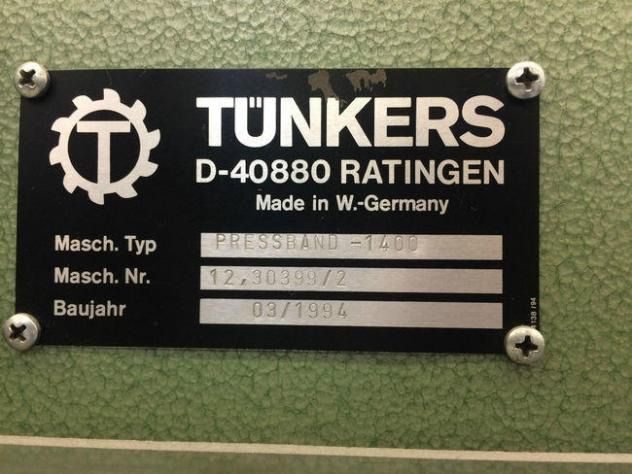 T
TÜNKERS
D-40880 RATINGEN
Made in W.-Germany
Masch. Typ PRESSBAND -1400
Masch. Nr. 12,30399/2
Baujahr 03/1994